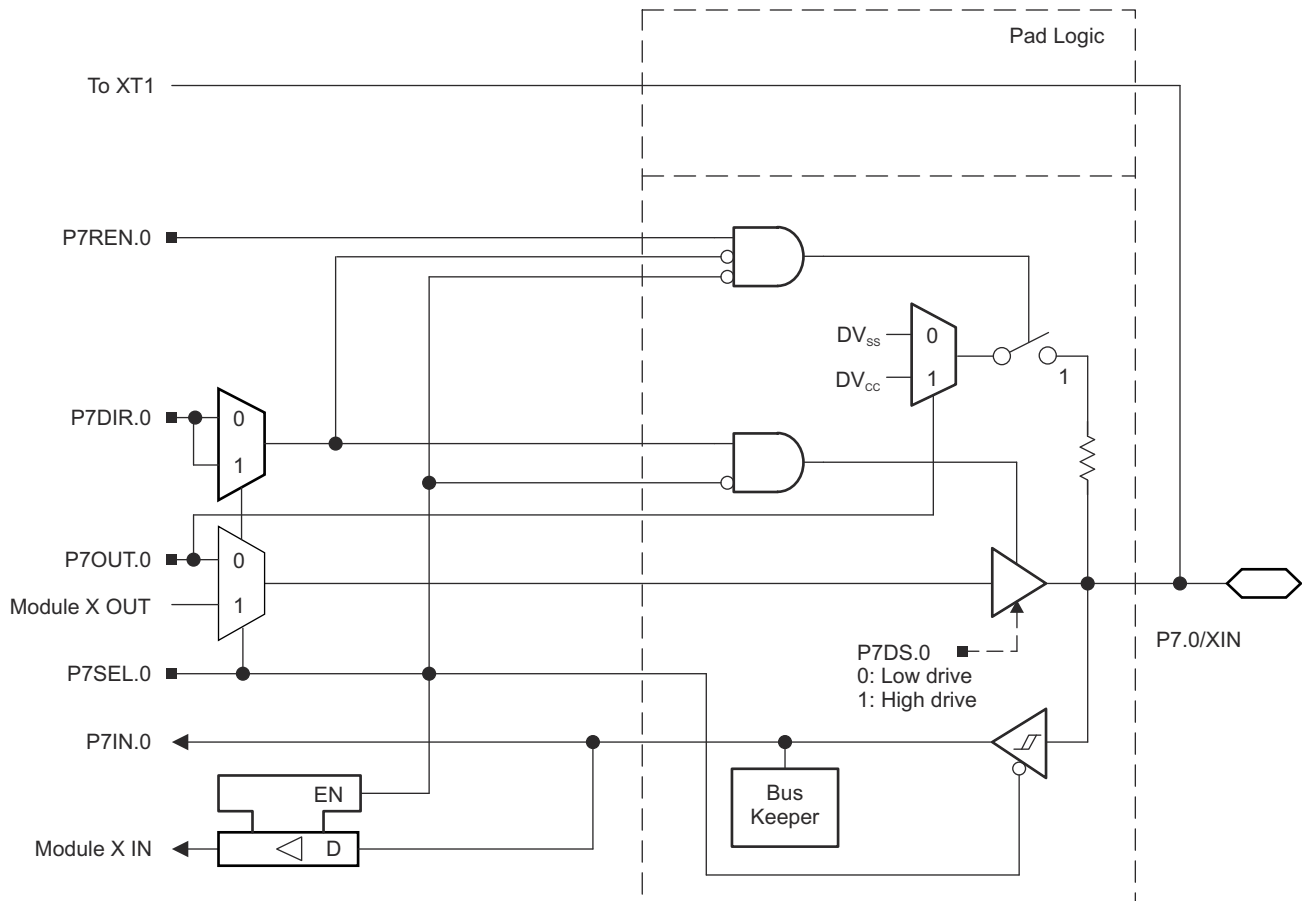 Pad Logic
To XT1
P7REN.0
DVSS
0
DVCC
1
1
P7DIR.0
0
1
P7OUT.0
0
Module X OUT
1
P7DS.0
0: Low drive
1: High drive
P7.0/XIN
P7SEL.0
P7IN.0
Bus
Keeper
EN
Module X IN
D